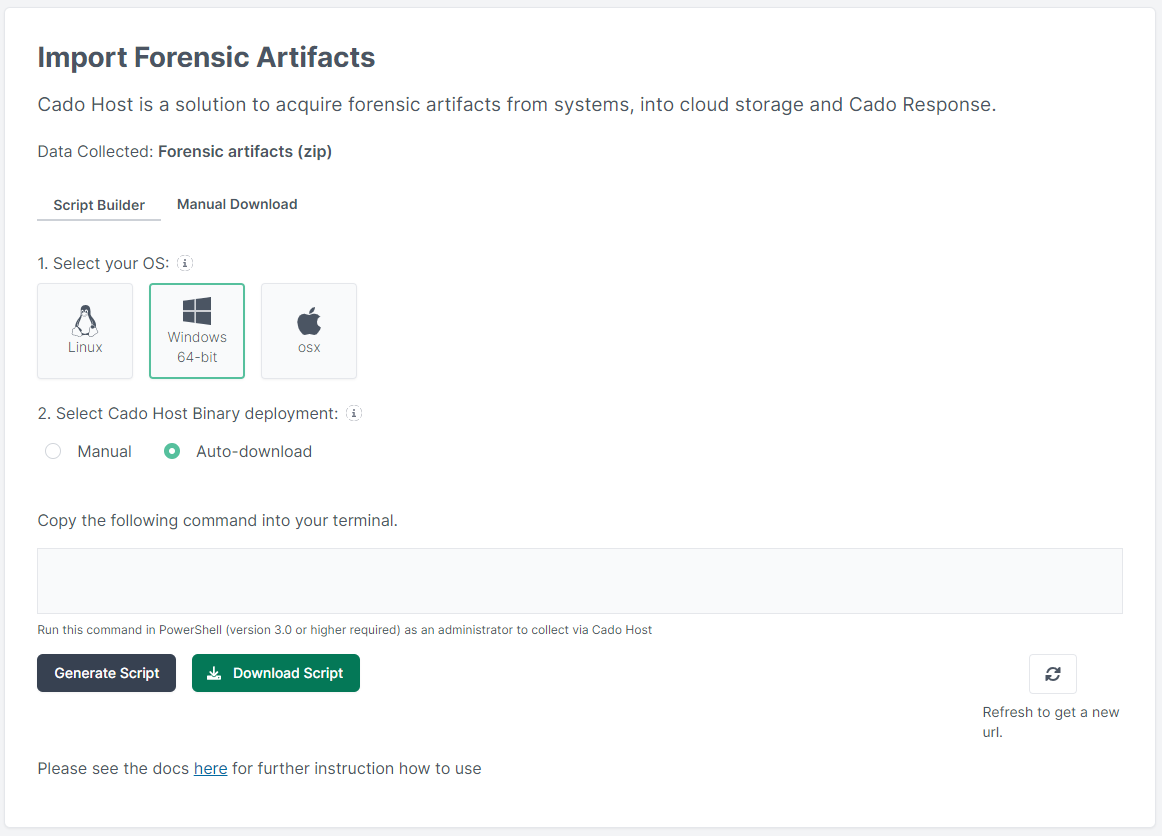 Import Forensic Artifacts
Cado Host is a solution to acquire forensic artifacts from systems, into cloud storage and Cado Response.
Data Collected: Forensic artifacts (zip)
Script Builder Manual Download
1. Select your OS: i
Linux
Windows
64-bit
osx
2. Select Cado Host Binary deployment: i
Manual Auto-download
Copy the following command into your terminal.
Run this command in PowerShell (version 3.0 or higher required) as an administrator to collect via Cado Host
Generate Script Download Script
Refresh to get a new
url.
Please see the docs here for further instruction how to use